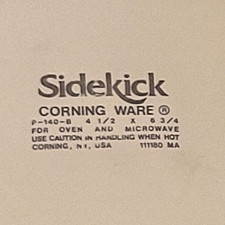 Sidekick
CORNING WARE ®
P-140-B 4 1/2 X 6 3/4
FOR OVEN AND MICROWAVE
USE CAUTION IN HANDLING WHEN HOT
CORNING, NY, USA 111180 MA